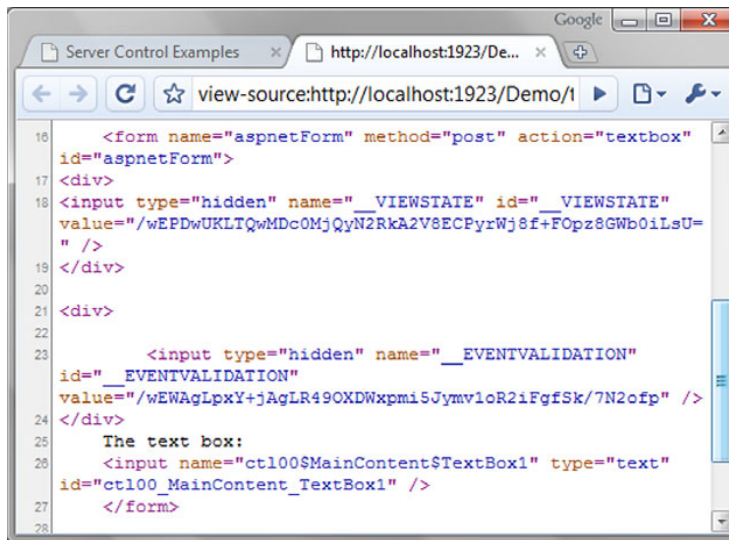 Google
Server Control Examples
http://localhost:1923/De...
view-source:http://localhost:1923/Demo/t
16 <form name="aspnetForm" method="post" action="textbox"
id="aspnetForm">
17 <div>
18 <input type="hidden" name="__VIEWSTATE" id="__VIEWSTATE"
value="/wEPDwUKLTQwMDc0MjQyN2RkA2V8ECPyrWj8f+FOpz8GWb0iLsU=
" />
19 </div>
20
21 <div>
22
23 <input type="hidden" name="__EVENTVALIDATION"
id="__EVENTVALIDATION"
value="/wEWAgLpxY+jAgLR49OXDWxpmi5Jymv1oR2iFgfSk/7N2ofp" />
24 </div>
25 The text box:
26 <input name="ctl00$MainContent$TextBox1" type="text"
id="ctl00_MainContent_TextBox1" />
27 </form>
28